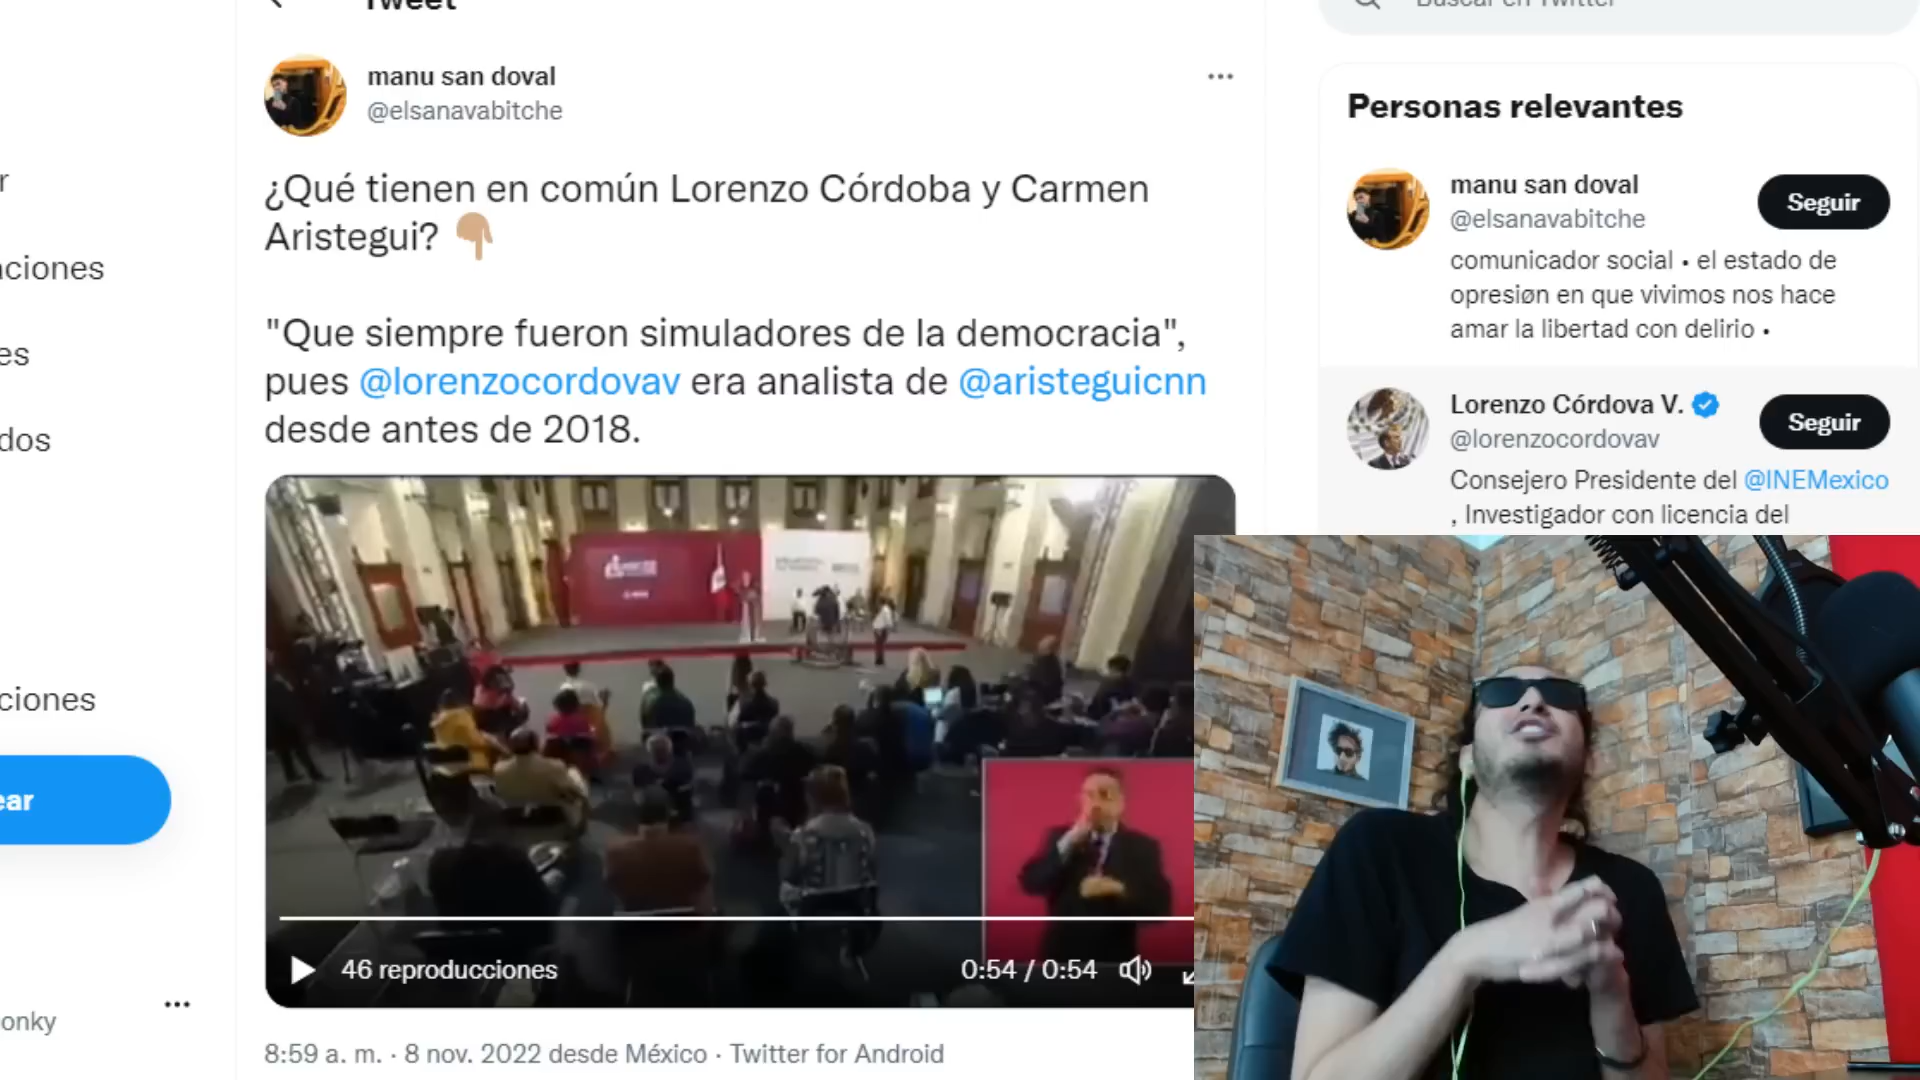 Tweet
Buscar en Twitter
manu san doval
@elsanavabitche
¿Qué tienen en común Lorenzo Córdoba y Carmen
Aristegui?
"Que siempre fueron simuladores de la democracia",
pues @lorenzocordovav era analista de @aristeguicnn
desde antes de 2018.
46 reproducciones
0:54 / 0:54
8:59 a. m. · 8 nov. 2022 desde México · Twitter for Android
Personas relevantes
manu san doval
@elsanavabitche
Seguir
comunicador social • el estado de
opresiøn en que vivimos nos hace
amar la libertad con delirio •
Lorenzo Córdova V.
@lorenzocordovav
Seguir
Consejero Presidente del @INEMexico
, Investigador con licencia del
r
aciones
es
dos
ciones
ear
onky